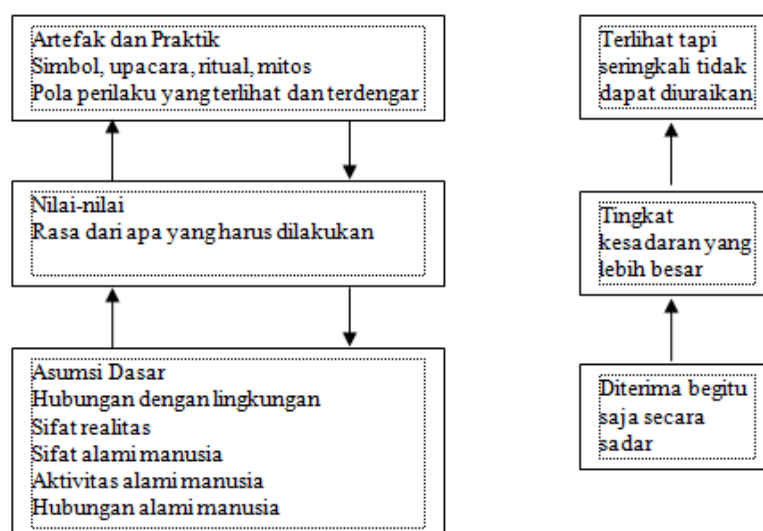 Artefak dan Praktik
Simbol, upacara, ritual, mitos
Pola perilaku yang terlihat dan terdengar
Terlihat tapi
seringkali tidak
dapat diuraikan
Nilai-nilai
Rasa dari apa yang harus dilakukan
Tingkat
kesadaran yang
lebih besar
Asumsi Dasar
Hubungan dengan lingkungan
Sifat realitas
Sifat alami manusia
Aktivitas alami manusia
Hubungan alami manusia
Diterima begitu
saja secara
sadar